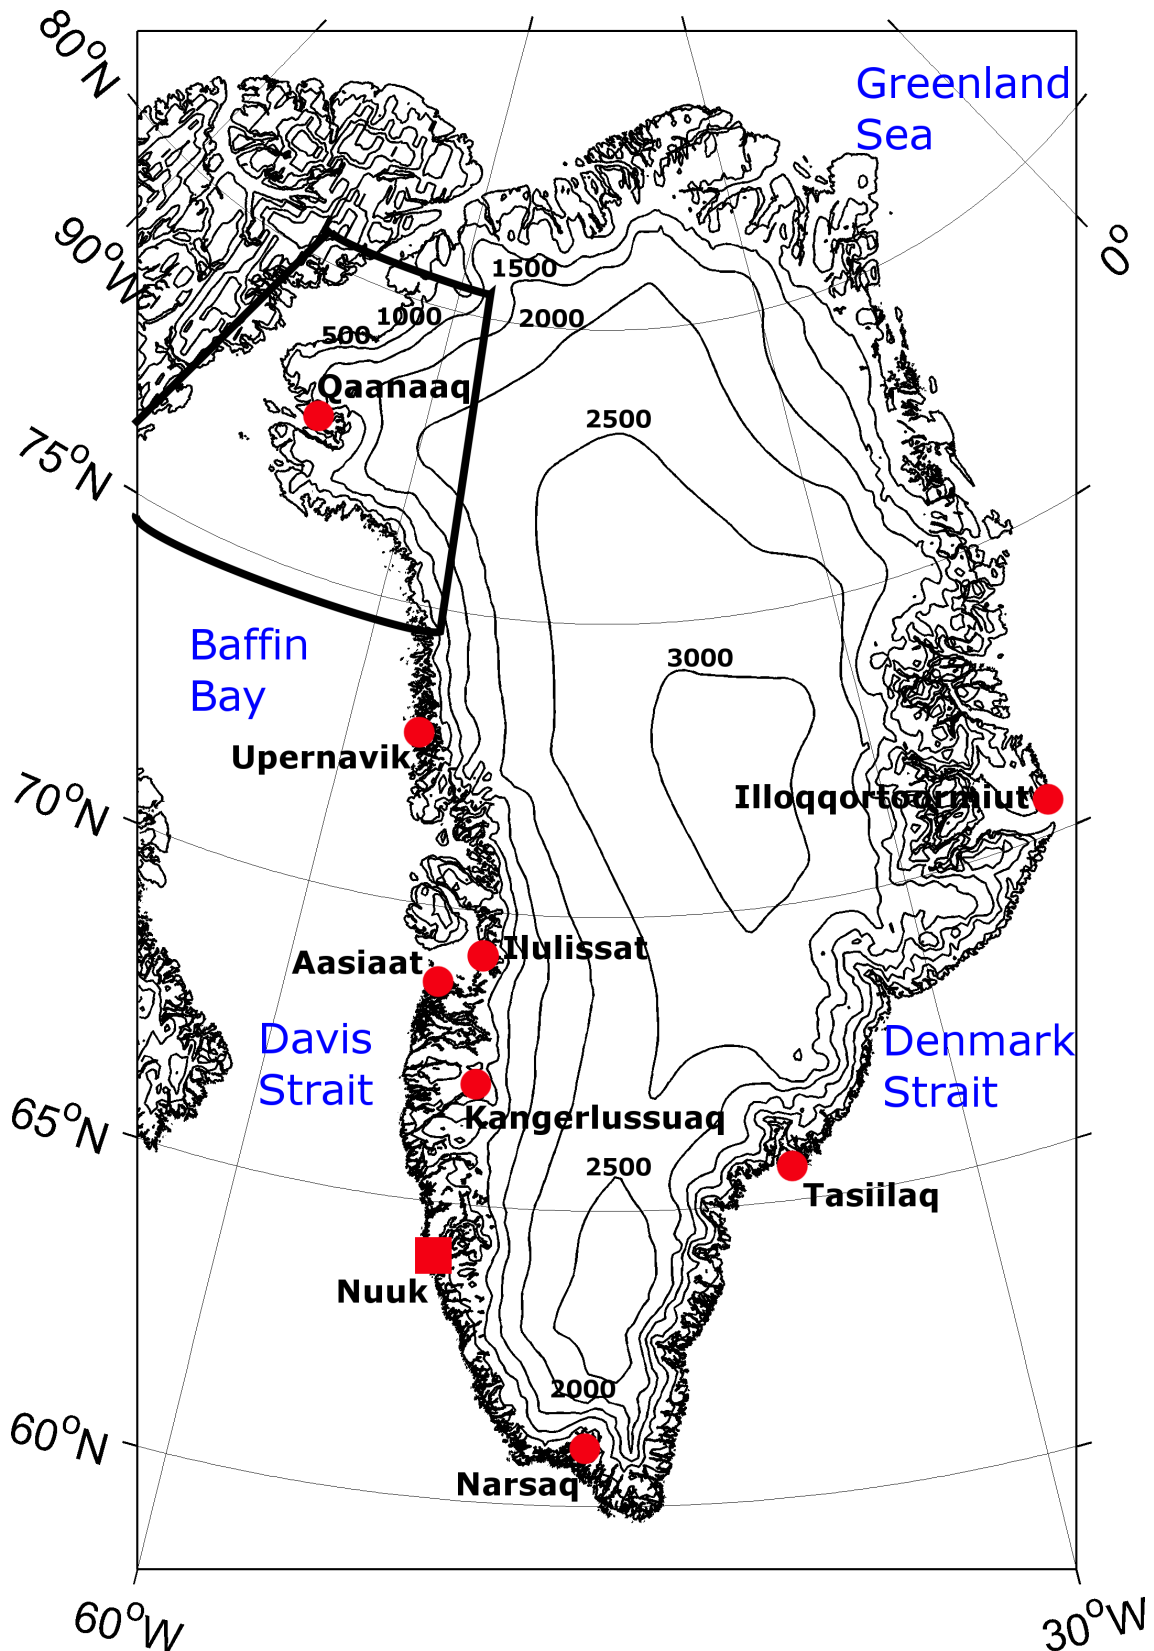 80°N
Greenland
Sea
90°W
0°
1500
1000
2000
500
Qaanaaq
2500
75°N
Baffin
Bay
3000
Upernavik
Illoqqortoormiut
70°N
Ilulissat
Aasiaat
Davis
Strait
Denmark
Strait
Kangerlussuaq
65°N
2500
Tasiilaq
Nuuk
2000
60°N
Narsaq
60°W
30°W